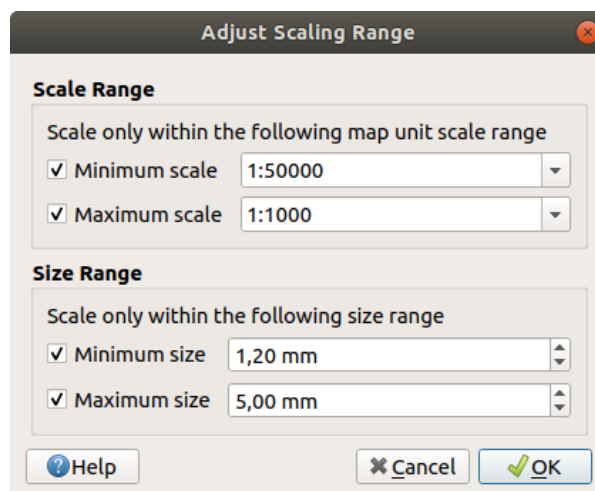 Adjust Scaling Range
Scale Range
Scale only within the following map unit scale range
Minimum scale 1:50000
Maximum scale 1:1000
Size Range
Scale only within the following size range
Minimum size 1,20 mm
Maximum size 5,00 mm
Help Cancel OK